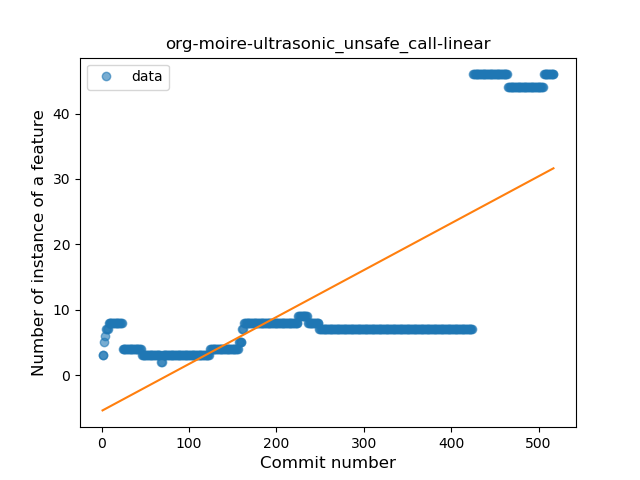 org-moire-ultrasonic_unsafe_call-linear
data
Number of instance of a feature
40
30
20
10
0
0 100 200 300 400 500
Commit number